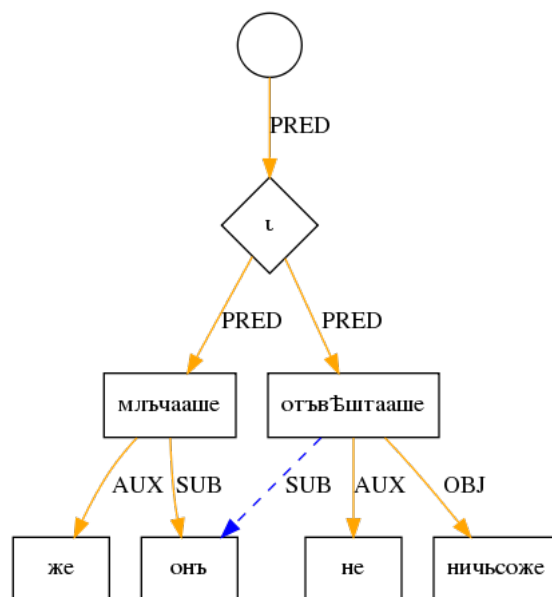 PRED
ɩ
PRED PRED
млъчааше отъвѣштааше
AUX SUB SUB AUX OBJ
же онъ не ничьсоже